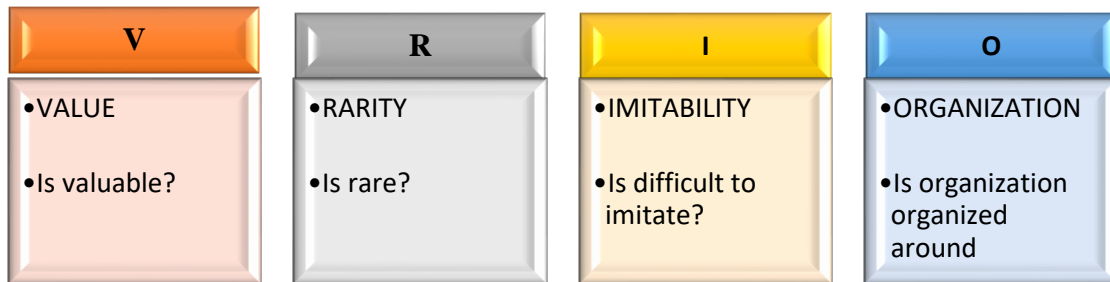 V
•VALUE
•Is valuable?
R
•RARITY
•Is rare?
I
•IMITABILITY
•Is difficult to
imitate?
O
•ORGANIZATION
•Is organization
organized
around